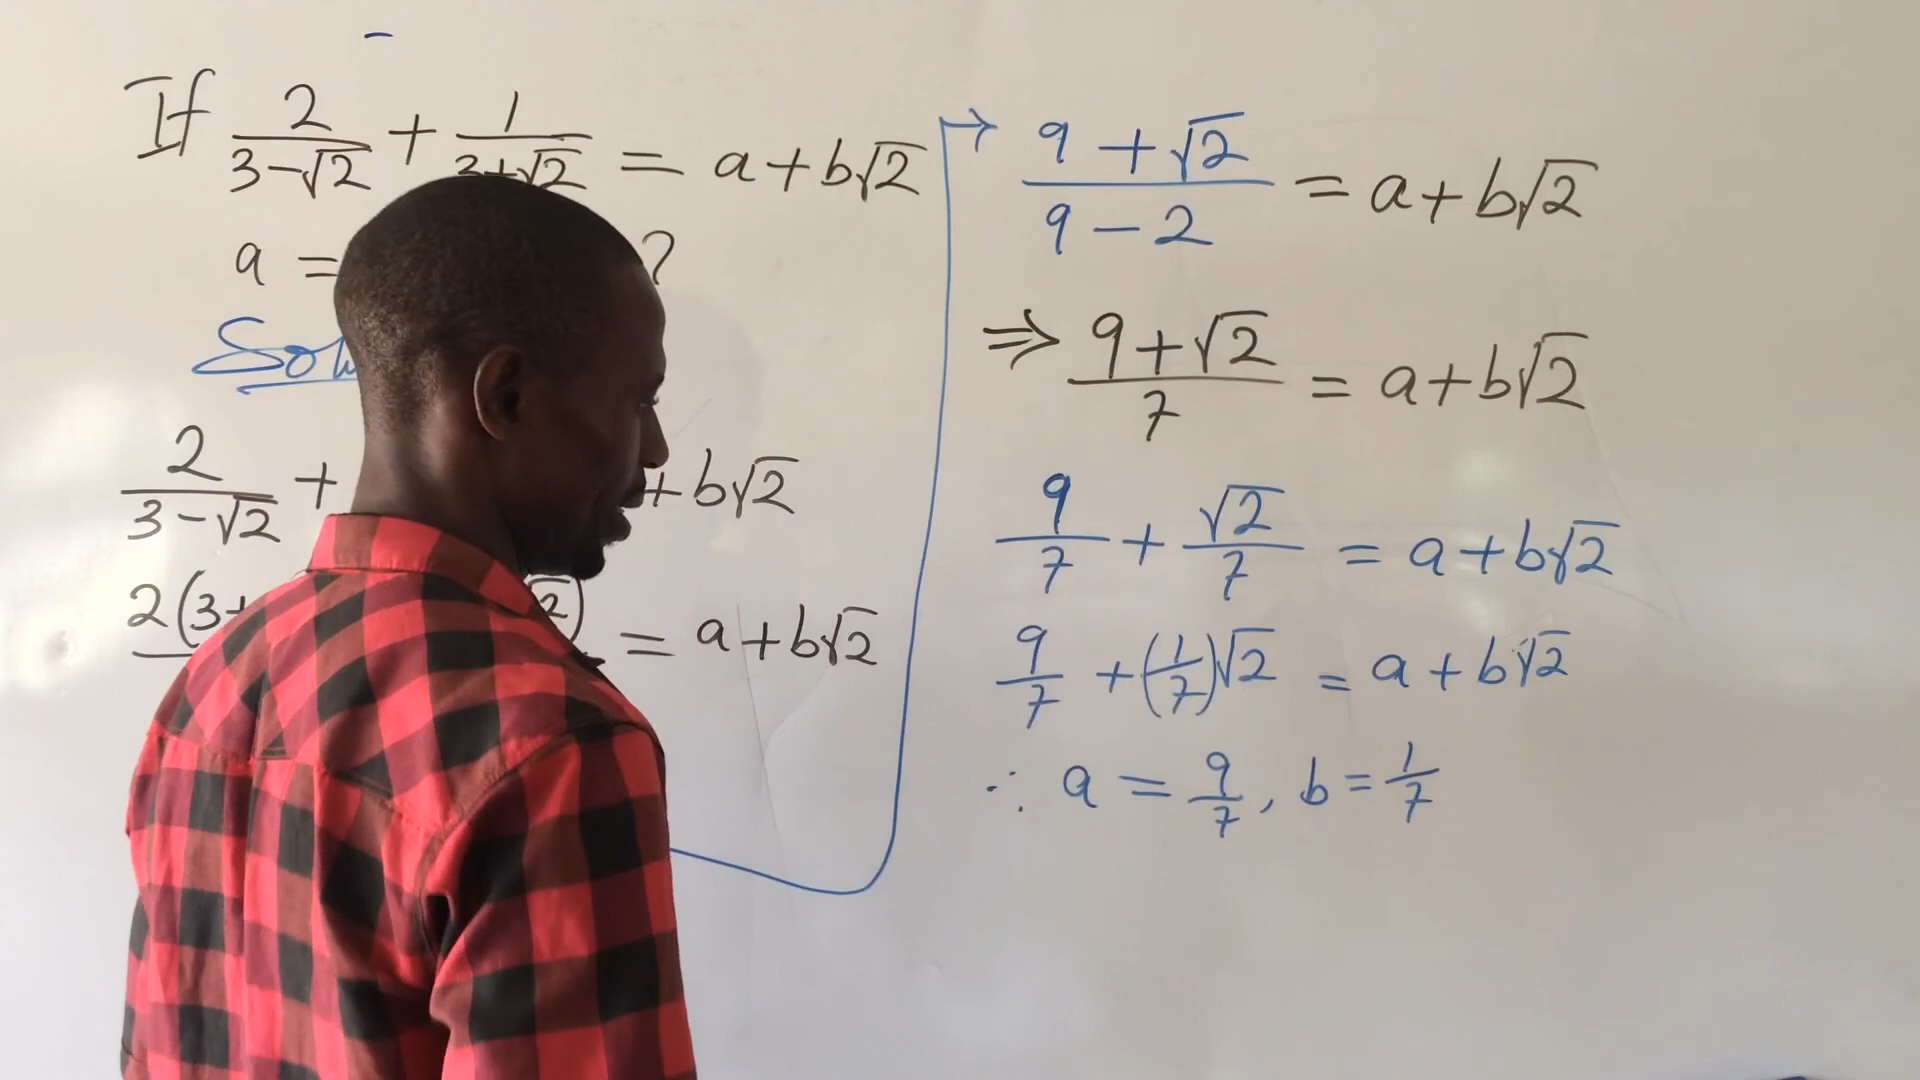 If 2/(3-√2) + 1/(3+√2) = a+b√2
a = ?
Soln
2/(3-√2) + + b√2
2(3+ √2) = a+b√2
→ (9+√2)/(9-2) = a+b√2
⇒ (9+√2)/7 = a+b√2
9/7 + √2/7 = a+b√2
9/7 + (1/7)√2 = a+b√2
∴ a = 9/7, b = 1/7